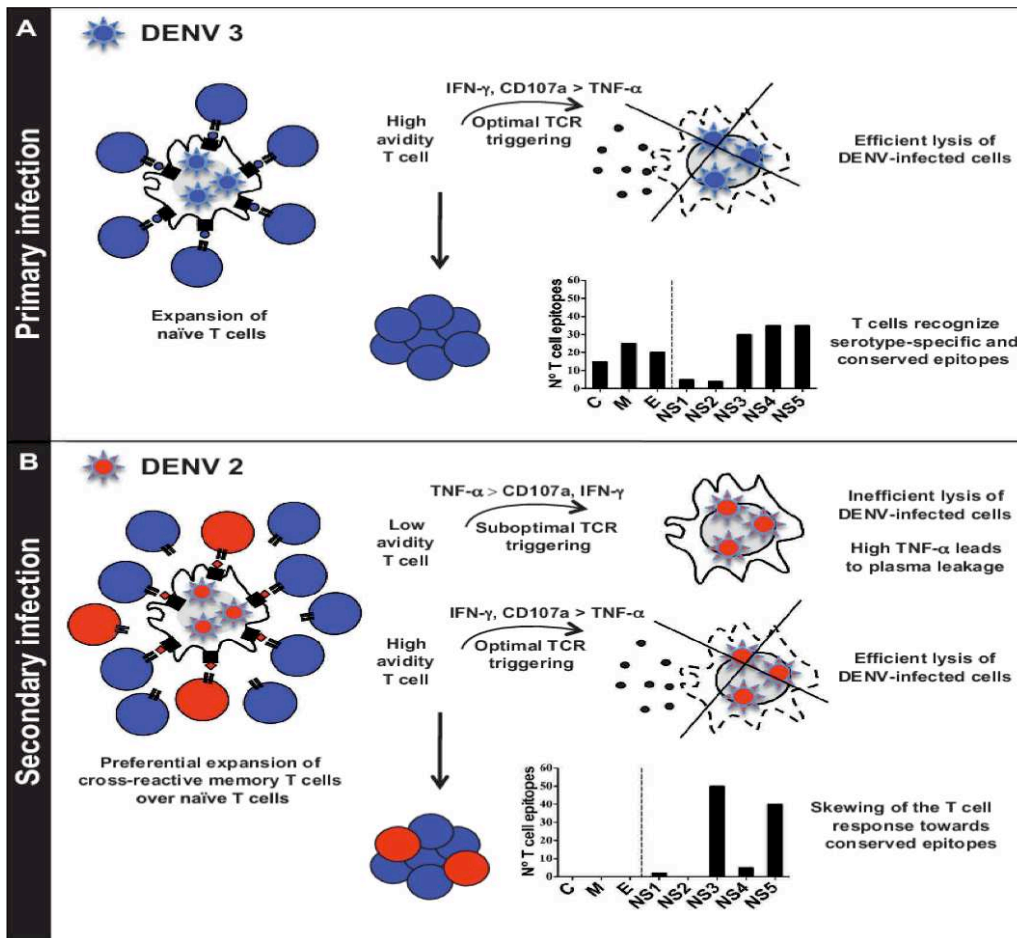 A
Primary infection
DENV 3
IFN-γ, CD107a > TNF-α
High
avidity
T cell
Optimal TCR
triggering
Efficient lysis of
DENV-infected cells
Expansion of
naïve T cells
Nº T cell epitopes
60
50
40
30
20
10
0
C
M
E
NS1
NS2
NS3
NS4
NS5
T cells recognize
serotype-specific and
conserved epitopes
B
Secondary infection
DENV 2
TNF-α > CD107a, IFN-γ
Low
avidity
T cell
Suboptimal TCR
triggering
Inefficient lysis of
DENV-infected cells
High TNF-α leads
to plasma leakage
IFN-γ, CD107a > TNF-α
High
avidity
T cell
Optimal TCR
triggering
Efficient lysis of
DENV-infected cells
Preferential expansion of
cross-reactive memory T cells
over naïve T cells
Nº T cell epitopes
60
50
40
30
20
10
0
C
M
E
NS1
NS2
NS3
NS4
NS5
Skewing of the T cell
response towards
conserved epitopes